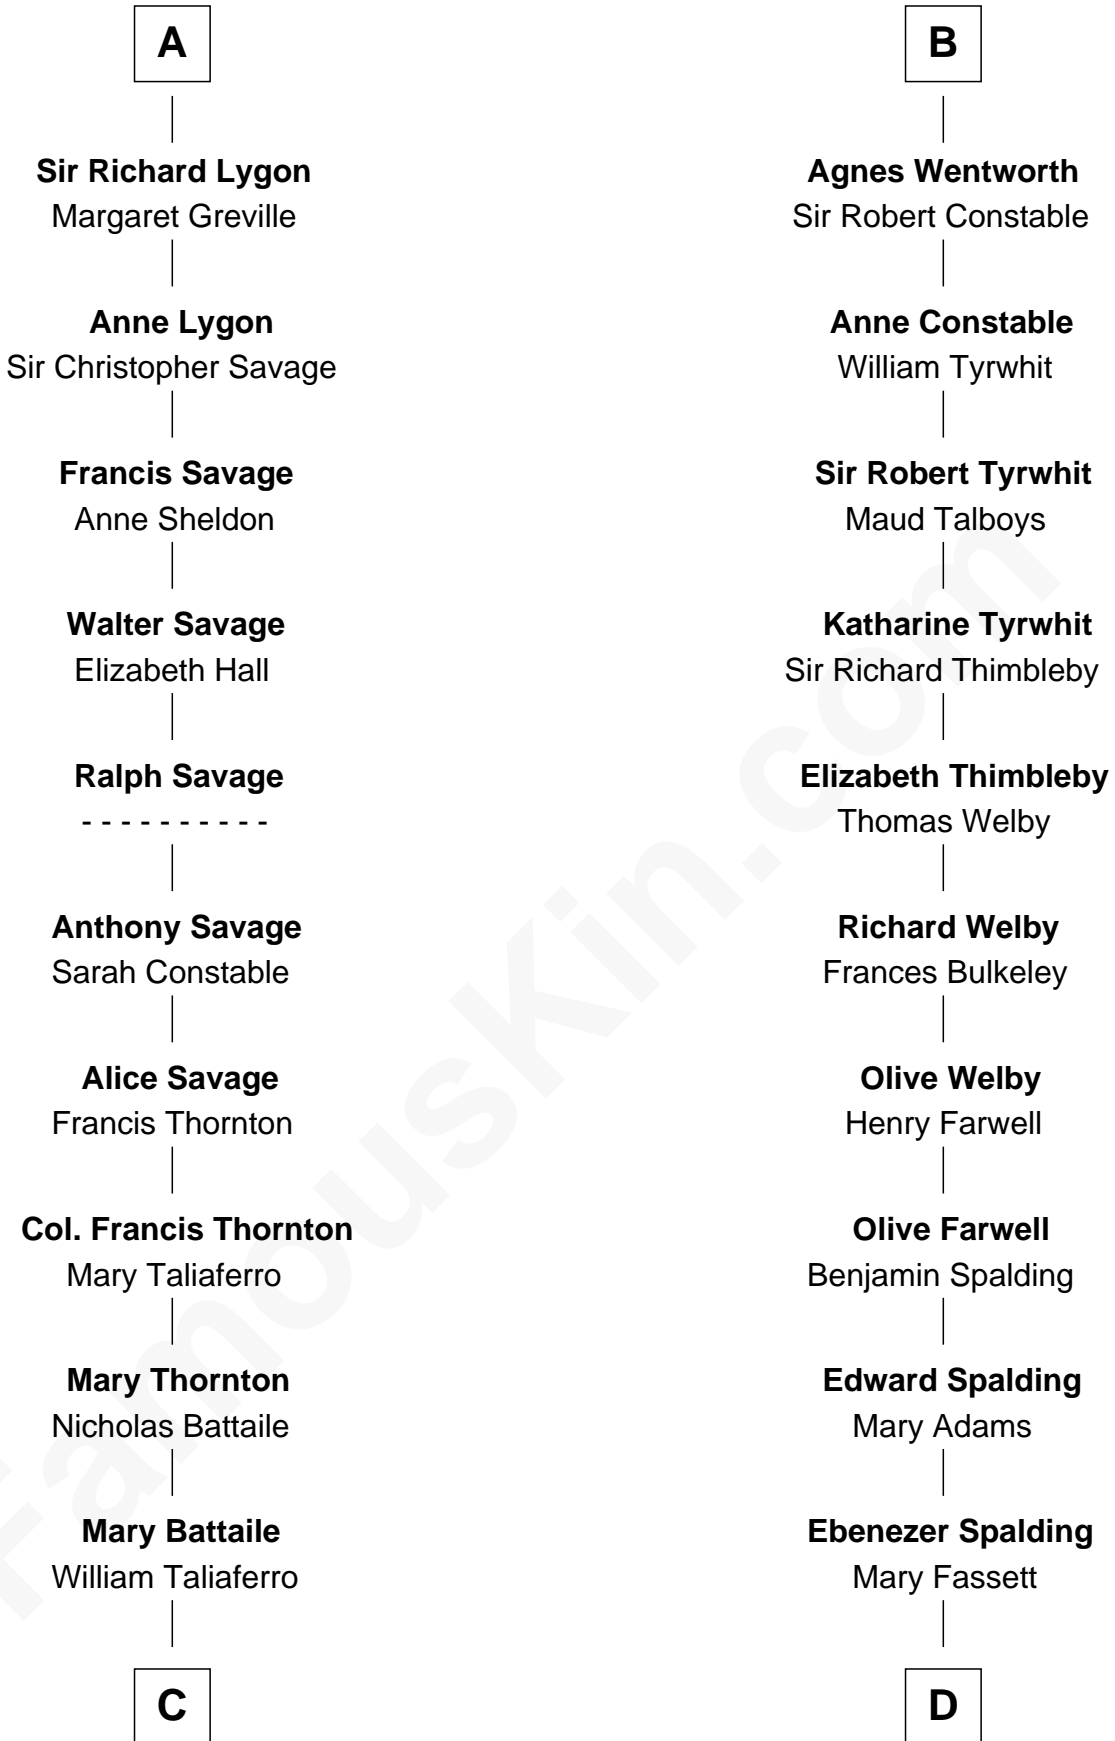 A
Sir Richard Lygon
Margaret Greville
Anne Lygon
Sir Christopher Savage
Francis Savage
Anne Sheldon
Walter Savage
Elizabeth Hall
Ralph Savage
- - - - - - - - - -
Anthony Savage
Sarah Constable
Alice Savage
Francis Thornton
Col. Francis Thornton
Mary Taliaferro
Mary Thornton
Nicholas Battaile
Mary Battaile
William Taliaferro
C
B
Agnes Wentworth
Sir Robert Constable
Anne Constable
William Tyrwhit
Sir Robert Tyrwhit
Maud Talboys
Katharine Tyrwhit
Sir Richard Thimbleby
Elizabeth Thimbleby
Thomas Welby
Richard Welby
Frances Bulkeley
Olive Welby
Henry Farwell
Olive Farwell
Benjamin Spalding
Edward Spalding
Mary Adams
Ebenezer Spalding
Mary Fassett
D
FamousKin.com